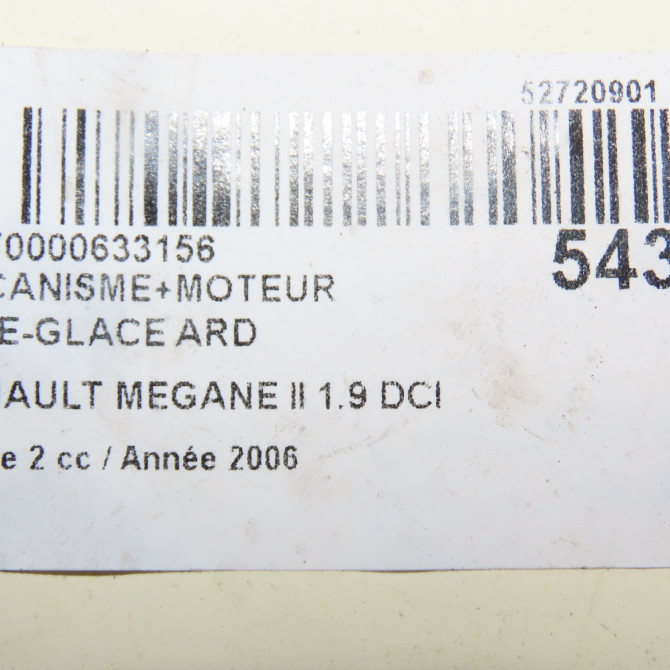 52720901
70000633156
543
CANISME+MOTEUR
E-GLACE ARD
AULT MEGANE II 1.9 DCI
e 2 cc / Année 2006